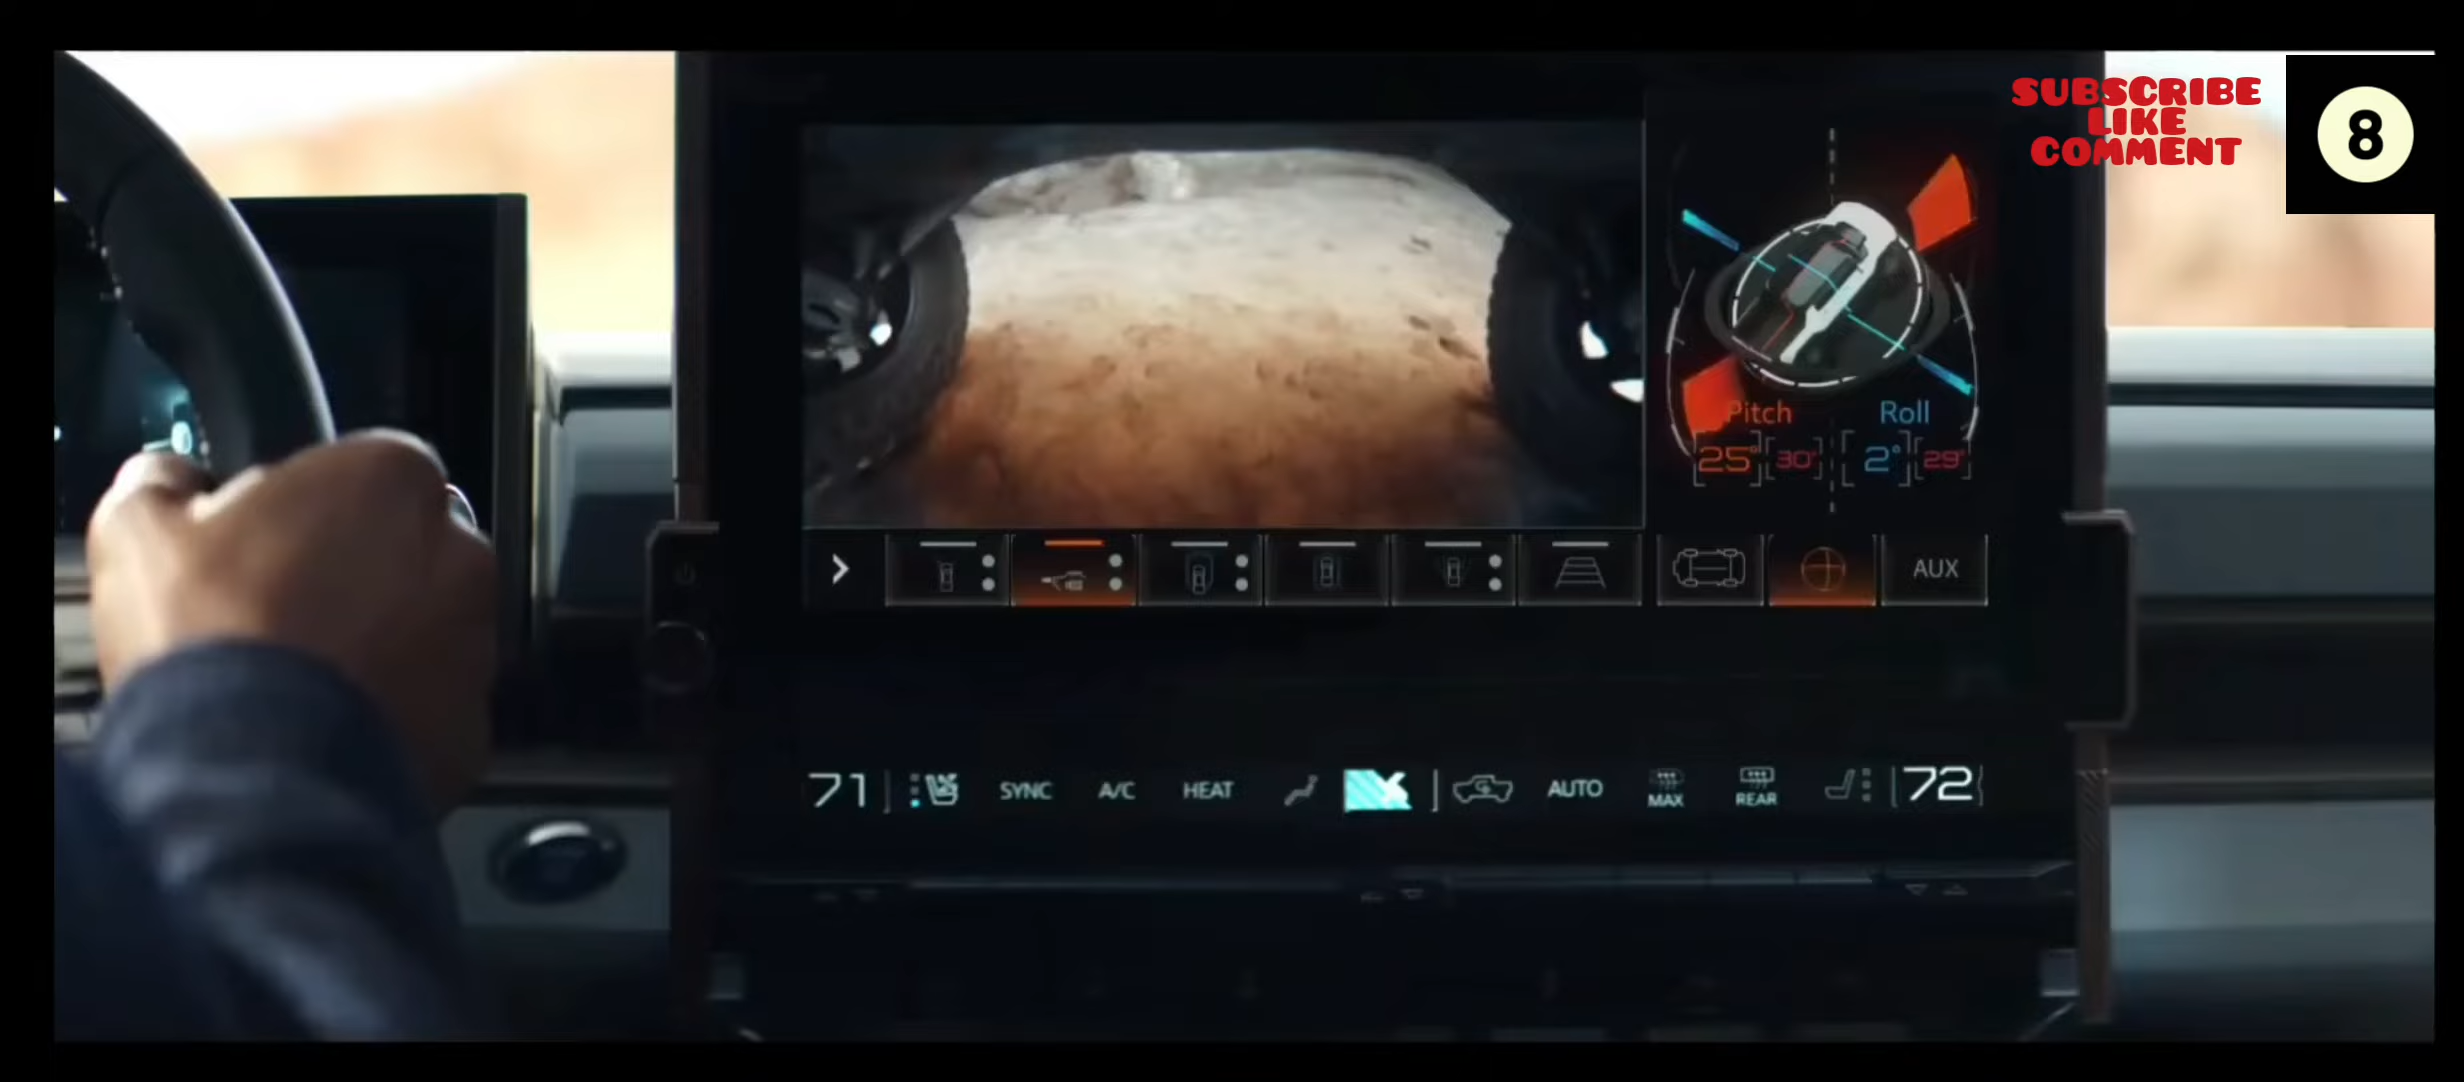 SUBSCRIBE
LIKE
COMMENT
8
Pitch Roll
25° 30° 2° 29°
AUX
71 SYNC A/C HEAT AUTO MAX REAR 72